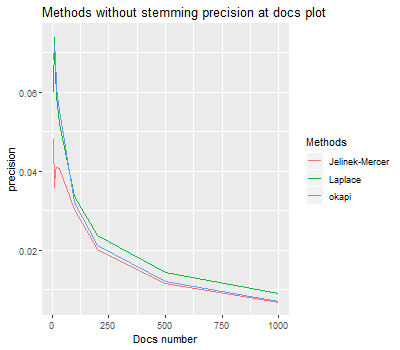 Methods without stemming precision at docs plot
precision
0.06
0.04
0.02
0
250
500
750
1000
Docs number
Methods
Jelinek-Mercer
Laplace
okapi